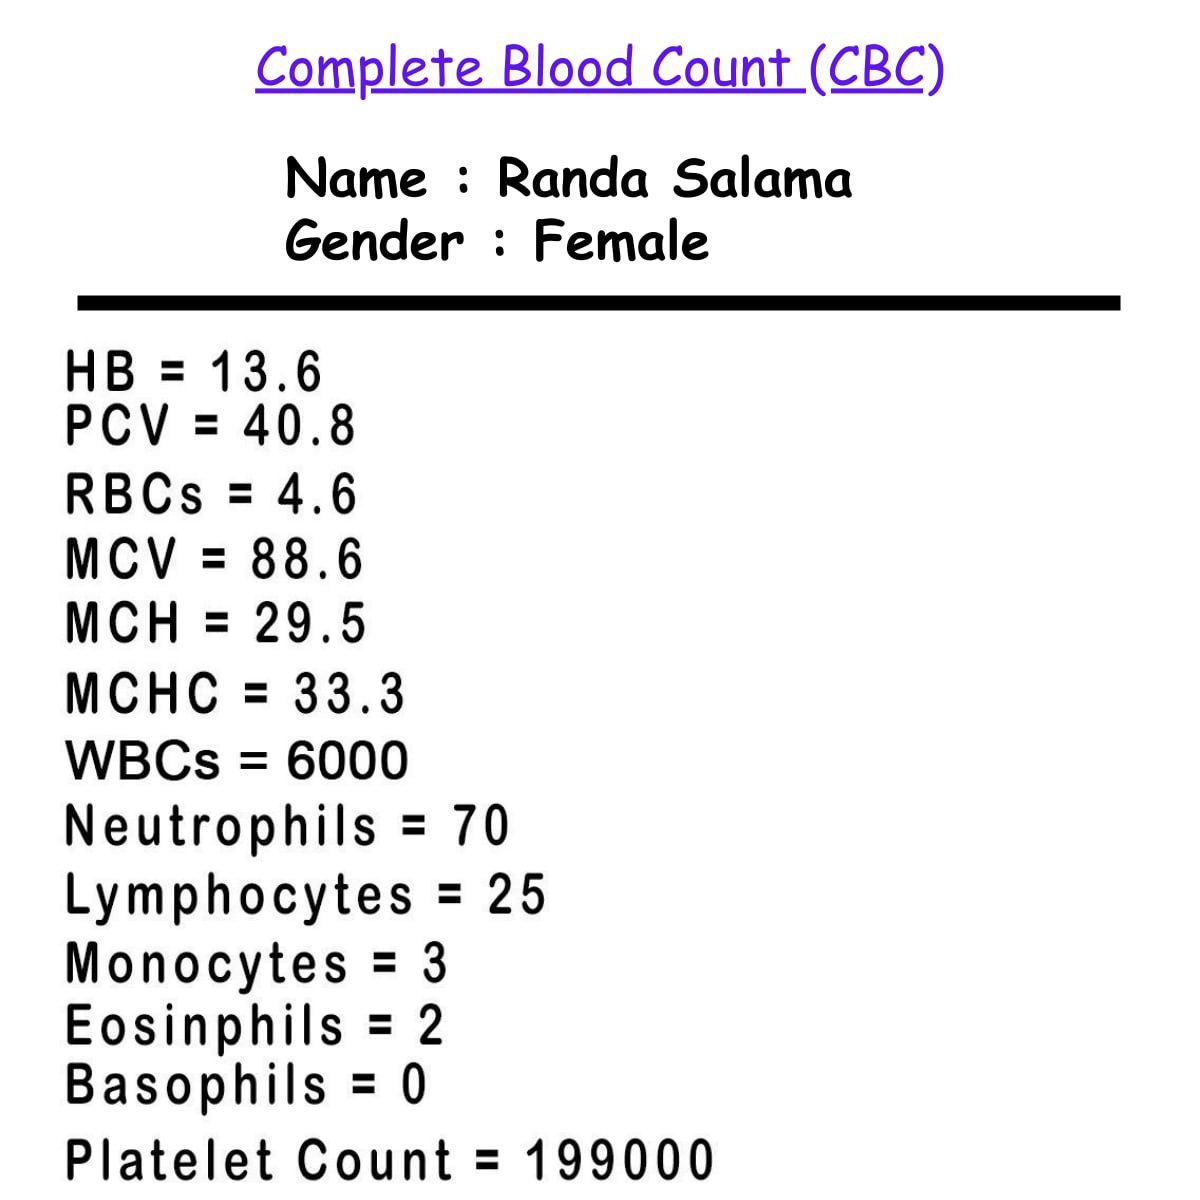 Complete Blood Count (CBC)
Name : Randa Salama
Gender : Female
HB = 13.6
PCV = 40.8
RBCs = 4.6
MCV = 88.6
MCH = 29.5
MCHC = 33.3
WBCs = 6000
Neutrophils = 70
Lymphocytes = 25
Monocytes = 3
Eosinphils = 2
Basophils = 0
Platelet Count = 199000